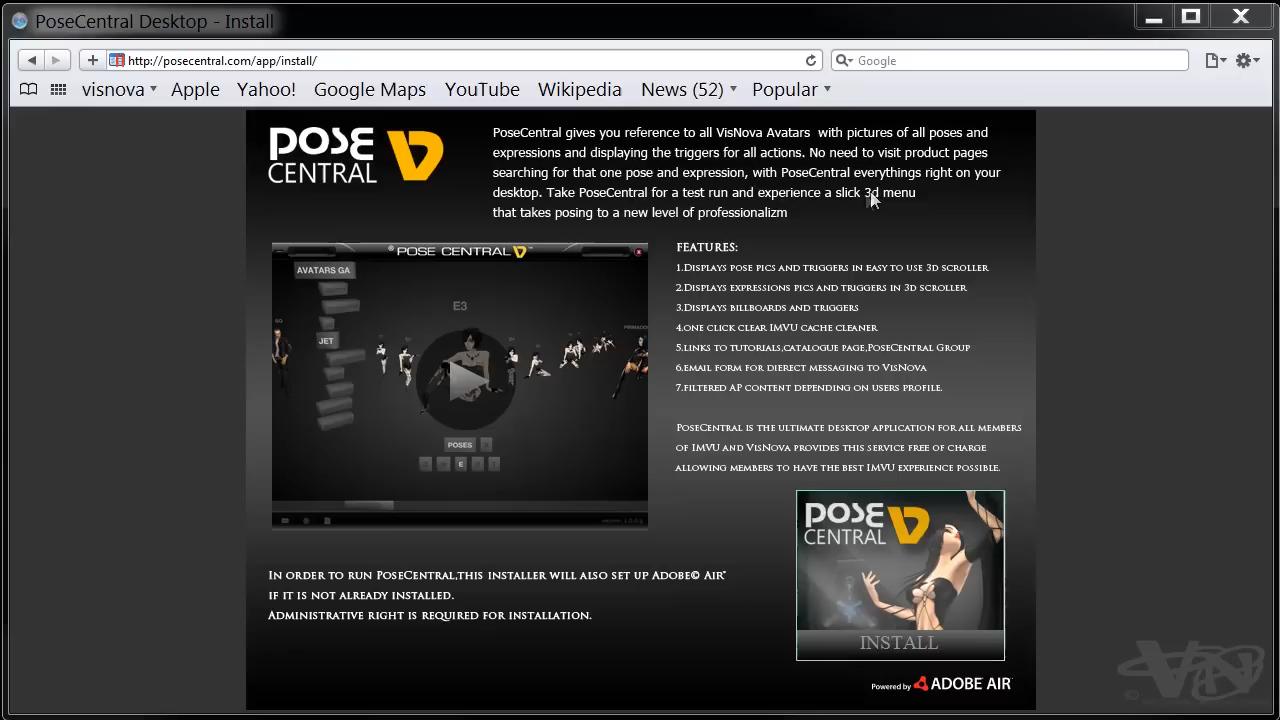 PoseCentral Desktop - Install
http://posecentral.com/app/install/
Google
visnova Apple Yahoo! Google Maps YouTube Wikipedia News (52) Popular
POSE CENTRAL
PoseCentral gives you reference to all VisNova Avatars with pictures of all poses and
expressions and displaying the triggers for all actions. No need to visit product pages
searching for that one pose and expression, with PoseCentral everythings right on your
desktop. Take PoseCentral for a test run and experience a slick 3d menu
that takes posing to a new level of professionalizm
® POSE CENTRAL ™
AVATARS GA
E3
JET
POSES
E
FEATURES:
1.Displays pose pics and triggers in easy to use 3d scroller
2.Displays expressions pics and triggers in 3d scroller
3.Displays billboards and triggers
4.one click clear IMVU cache cleaner
5.links to tutorials,catalogue page,PoseCentral Group
6.email form for dierect messaging to VisNova
7.filtered AP content depending on users profile.
PoseCentral is the ultimate desktop application for all members
of IMVU and VisNova provides this service free of charge
allowing members to have the best IMVU experience possible.
In order to run PoseCentral,this installer will also set up Adobe© Air®
if it is not already installed.
Administrative right is required for installation.
POSE CENTRAL
INSTALL
Powered by ADOBE AIR
VN